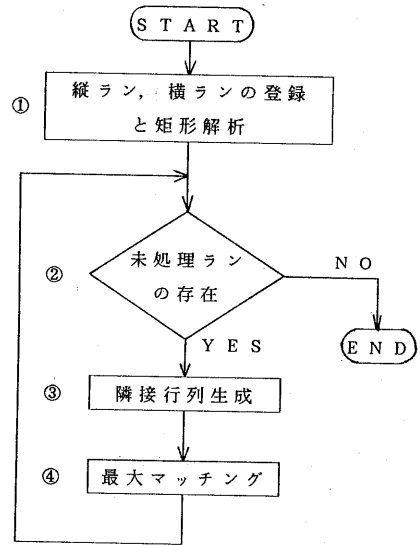 START
① 縦ラン，横ランの登録
と矩形解析
② 未処理ラン
の存在
NO
YES
END
③ 隣接行列生成
④ 最大マッチング